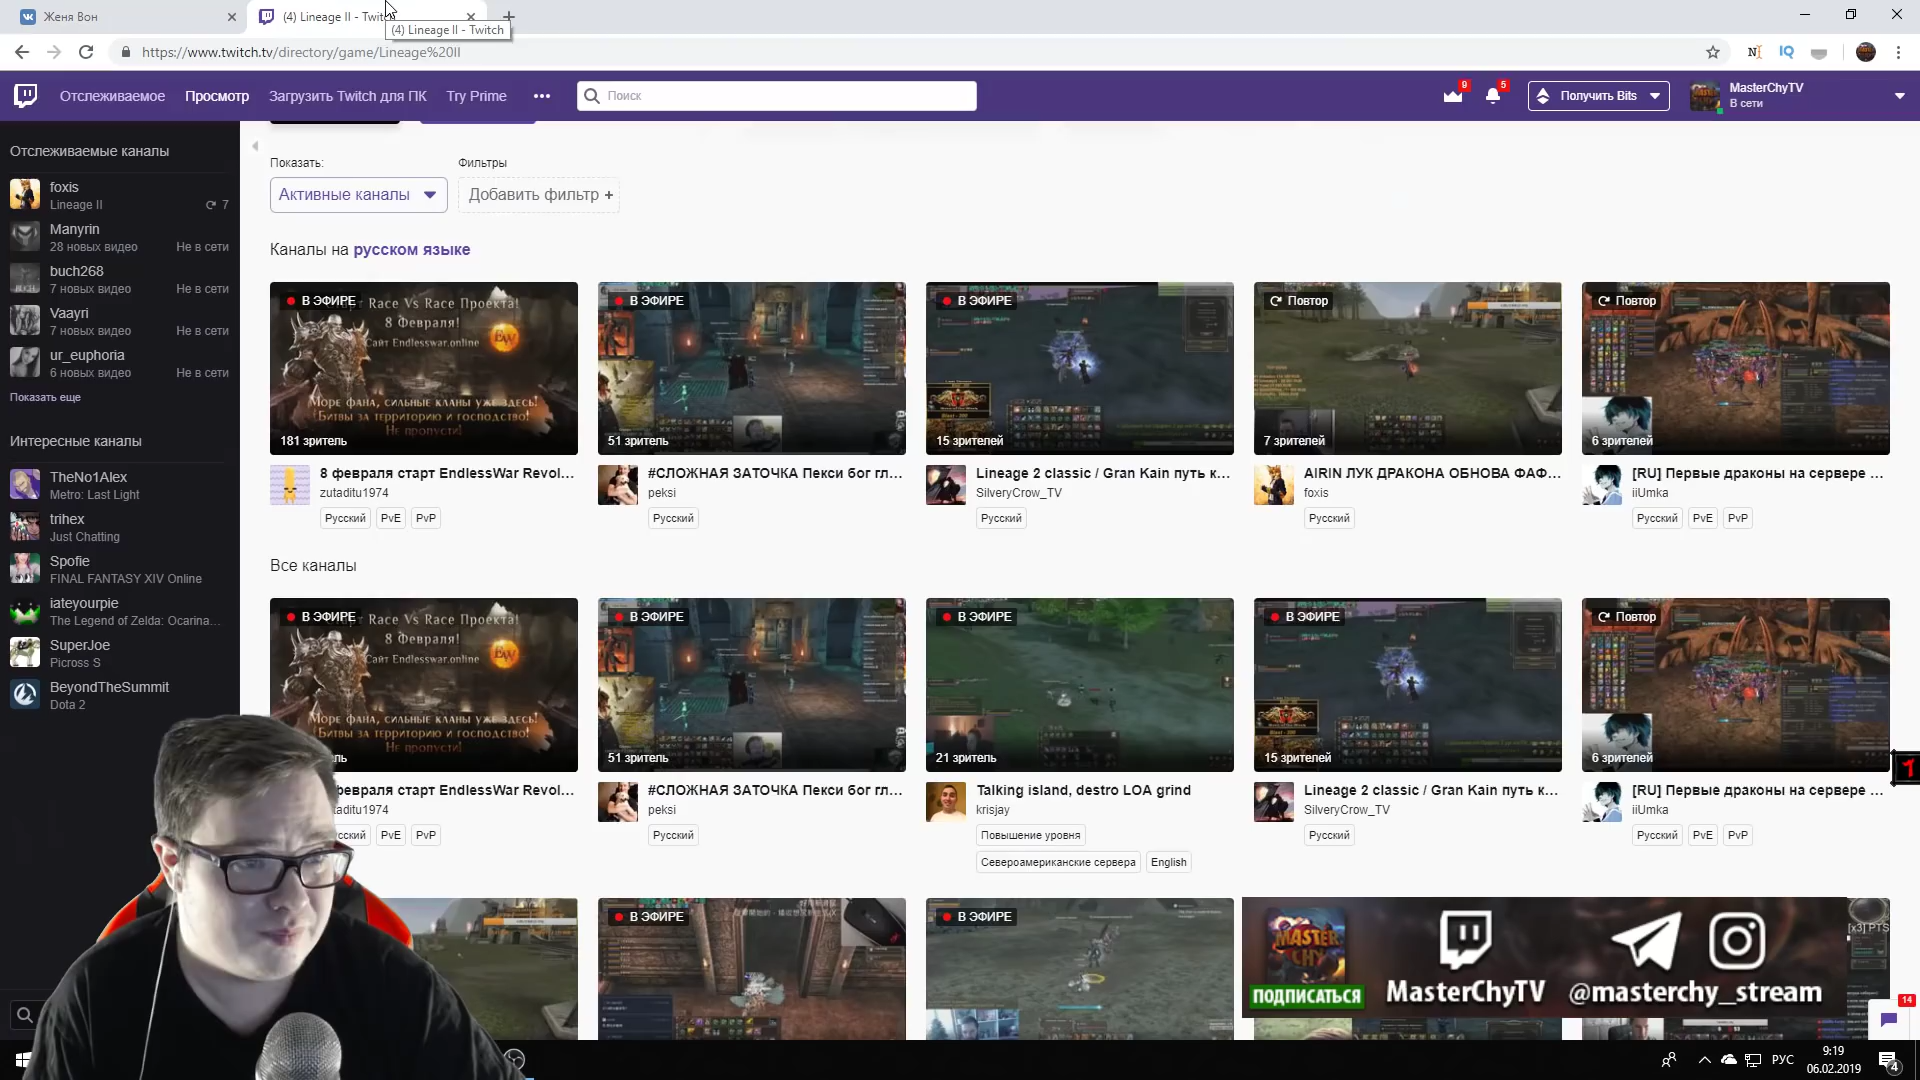 Женя Вон
(4) Lineage II - Twitc
(4) Lineage II - Twitch
https://www.twitch.tv/directory/game/Lineage%20II
Отслеживаемое
Просмотр
Загрузить Twitch для ПК
Try Prime
Поиск
9
5
Получить Bits
MasterChyTV
В сети
Отслеживаемые каналы
foxis
Lineage II
7
Manyrin
28 новых видео
Не в сети
buch268
7 новых видео
Не в сети
Vaayri
7 новых видео
Не в сети
ur_euphoria
6 новых видео
Не в сети
Показать еще
Интересные каналы
TheNo1Alex
Metro: Last Light
trihex
Just Chatting
Spofie
FINAL FANTASY XIV Online
iateyourpie
The Legend of Zelda: Ocarina…
SuperJoe
Picross S
BeyondTheSummit
Dota 2
Показать:
Фильтры
Активные каналы
Добавить фильтр +
Каналы на русском языке
В ЭФИРЕ
Race Vs Race Проекта!
8 Февраля!
Сайт Endlesswar.online
Море фана, сильные кланы уже здесь!
Битвы за территорию и господство!
Не пропусти!
181 зритель
8 февраля старт EndlessWar Revol…
zutaditu1974
Русский
PvE
PvP
В ЭФИРЕ
51 зритель
#СЛОЖНАЯ ЗАТОЧКА Пекси бог гл…
peksi
Русский
В ЭФИРЕ
15 зрителей
Lineage 2 classic / Gran Kain путь к…
SilveryCrow_TV
Русский
Повтор
7 зрителей
AIRIN ЛУК ДРАКОНА ОБНОВА ФАФ…
foxis
Русский
Повтор
6 зрителей
[RU] Первые драконы на сервере …
iiUmka
Русский
PvE
PvP
Все каналы
В ЭФИРЕ
Race Vs Race Проекта!
8 Февраля!
Сайт Endlesswar.online
Море фана, сильные кланы уже здесь!
Битвы за территорию и господство!
Не пропусти!
ль
евраля старт EndlessWar Revol…
taditu1974
сский
PvE
PvP
В ЭФИРЕ
51 зритель
#СЛОЖНАЯ ЗАТОЧКА Пекси бог гл…
peksi
Русский
В ЭФИРЕ
21 зритель
Talking island, destro LOA grind
krisjay
Повышение уровня
Североамериканские сервера
English
В ЭФИРЕ
15 зрителей
Lineage 2 classic / Gran Kain путь к…
SilveryCrow_TV
Русский
Повтор
6 зрителей
[RU] Первые драконы на сервере …
iiUmka
Русский
PvE
PvP
1
В ЭФИРЕ
В ЭФИРЕ
MASTER
CHY
ПОДПИСАТЬСЯ
MasterChyTV
@masterchy_stream
[x3] PTS
14
РУС
9:19
06.02.2019
4